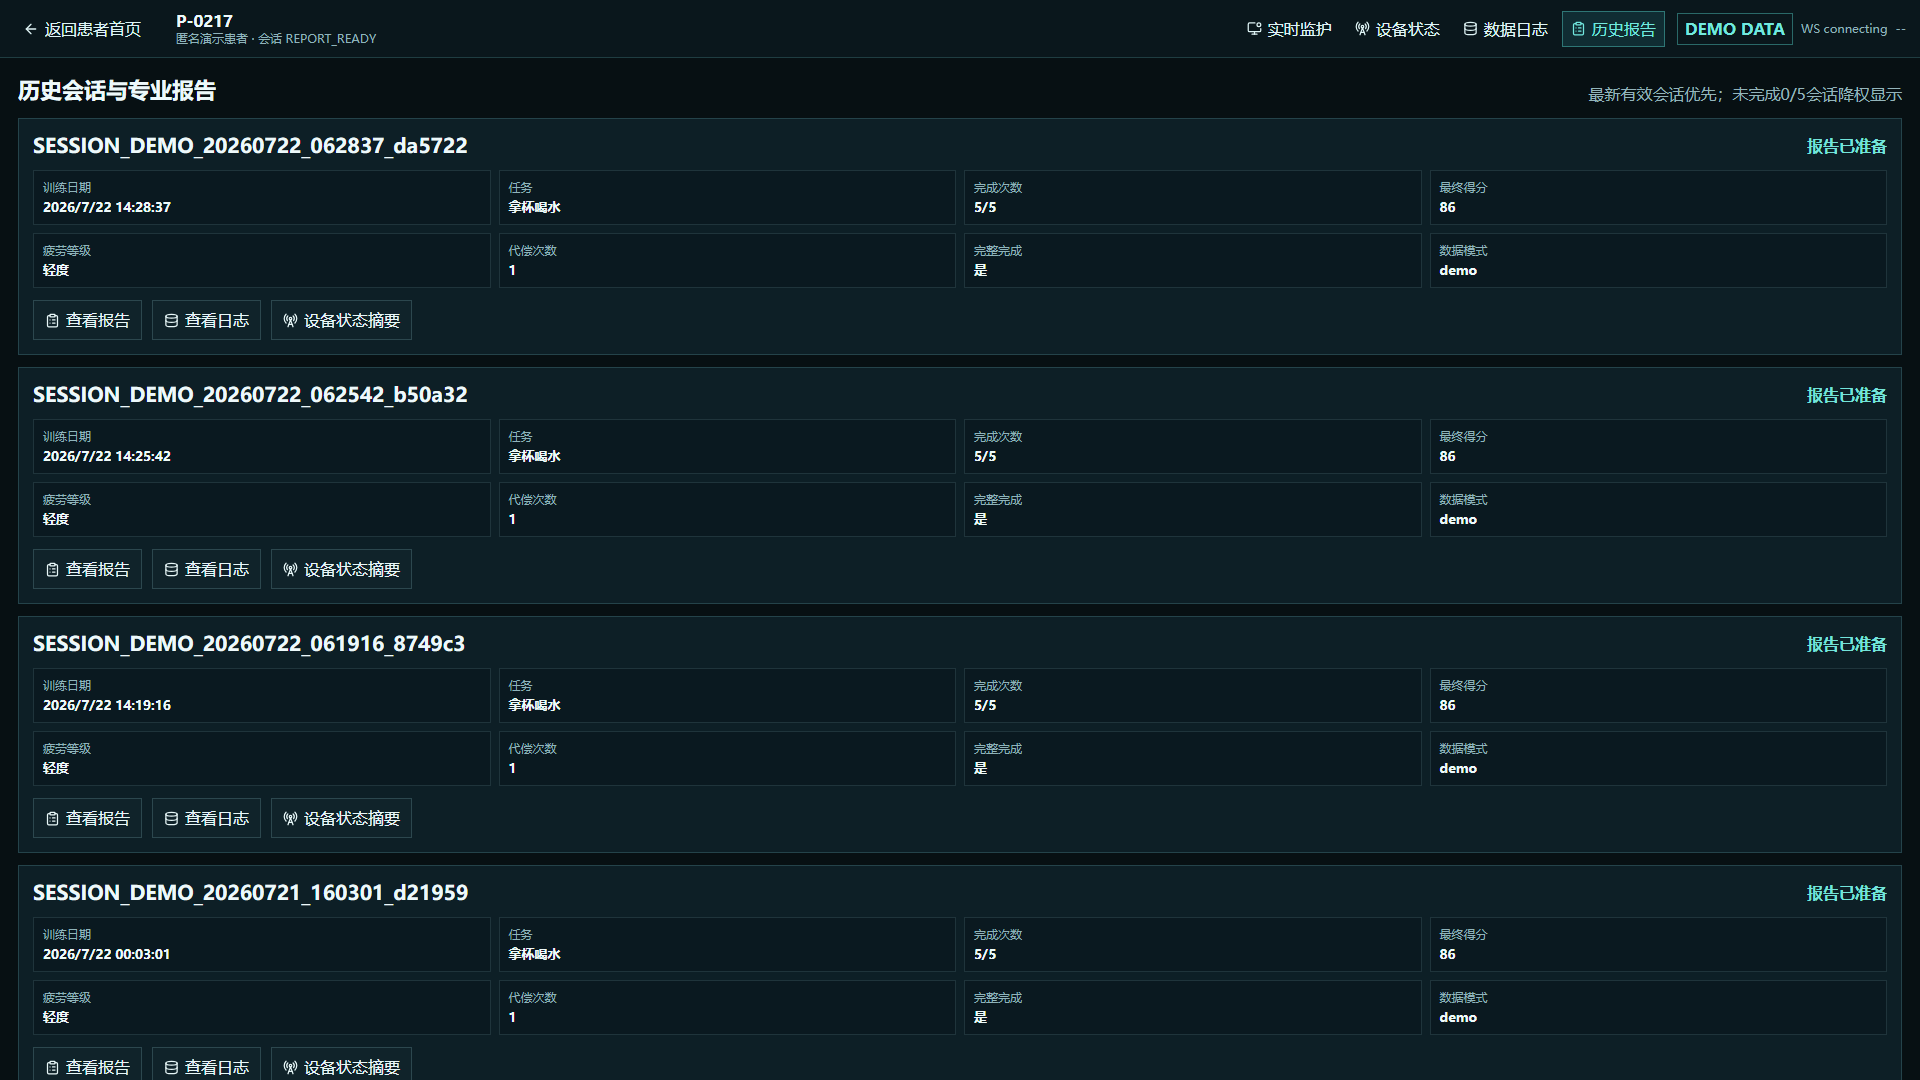 返回患者首页
P-0217
匿名演示患者 · 会话 REPORT_READY
实时监护
设备状态
数据日志
历史报告
DEMO DATA
WS connecting --
历史会话与专业报告
最新有效会话优先；未完成0/5会话降权显示
SESSION_DEMO_20260722_062837_da5722
报告已准备
训练日期
2026/7/22 14:28:37
任务
拿杯喝水
完成次数
5/5
最终得分
86
疲劳等级
轻度
代偿次数
1
完整完成
是
数据模式
demo
查看报告
查看日志
设备状态摘要
SESSION_DEMO_20260722_062542_b50a32
报告已准备
训练日期
2026/7/22 14:25:42
任务
拿杯喝水
完成次数
5/5
最终得分
86
疲劳等级
轻度
代偿次数
1
完整完成
是
数据模式
demo
查看报告
查看日志
设备状态摘要
SESSION_DEMO_20260722_061916_8749c3
报告已准备
训练日期
2026/7/22 14:19:16
任务
拿杯喝水
完成次数
5/5
最终得分
86
疲劳等级
轻度
代偿次数
1
完整完成
是
数据模式
demo
查看报告
查看日志
设备状态摘要
SESSION_DEMO_20260721_160301_d21959
报告已准备
训练日期
2026/7/22 00:03:01
任务
拿杯喝水
完成次数
5/5
最终得分
86
疲劳等级
轻度
代偿次数
1
完整完成
是
数据模式
demo
查看报告
查看日志
设备状态摘要